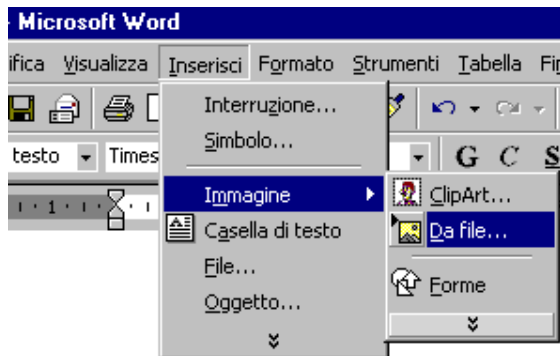 - Microsoft Word
ifica Visualizza Inserisci Formato Strumenti Tabella Fi
Interruzione...
Simbolo...
testo Times G C S
Immagine ClipArt...
1
Casella di testo Da file...
File...
Oggetto... Forme